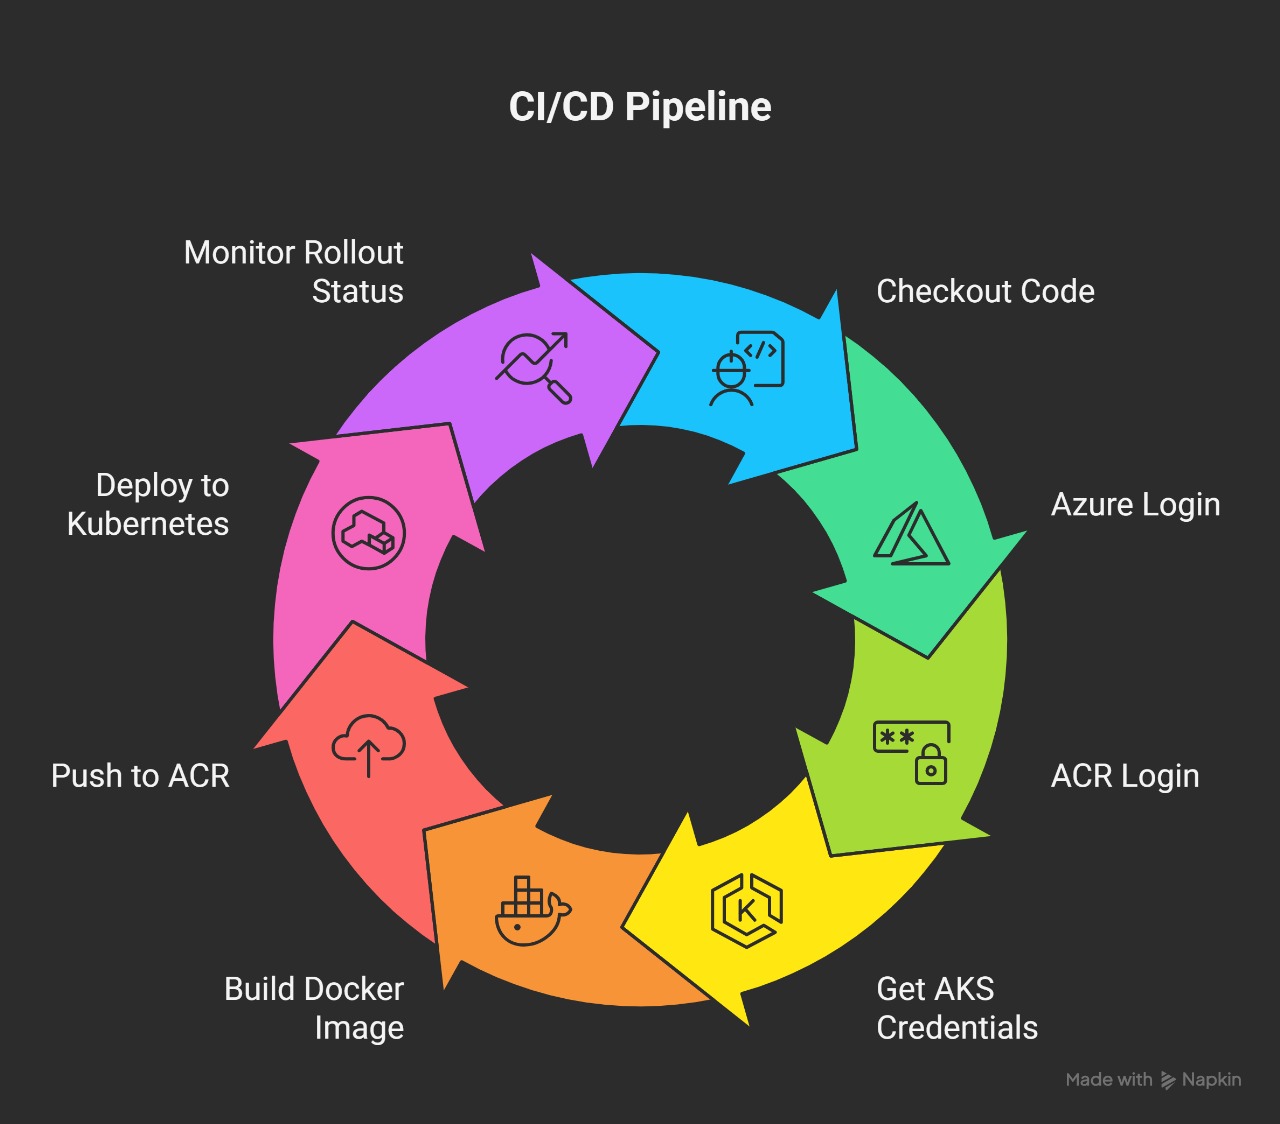 CI/CD Pipeline
Monitor Rollout
Status
Checkout Code
</>
Deploy to
Kubernetes
Azure Login
**
Push to ACR
ACR Login
K
Build Docker
Image
Get AKS
Credentials
Made with Napkin